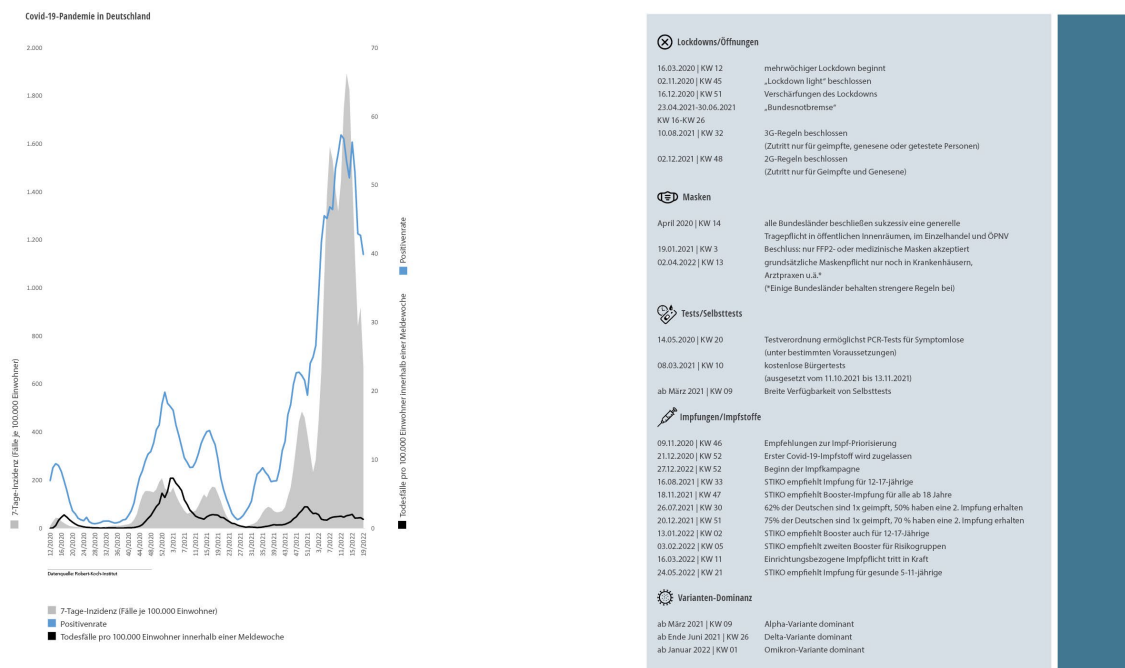 Covid-19-Pandemie in Deutschland
2.000
1.800
1.600
1.400
1.200
1.000
800
600
400
200
0
70
60
50
40
30
20
10
0
7-Tage-Inzidenz (Fälle je 100.000 Einwohner)
Todesfälle pro 100.000 Einwohner innerhalb einer Meldewoche
Positivenrate
12/2020
16/2020
20/2020
24/2020
28/2020
32/2020
36/2020
40/2020
44/2020
48/2020
52/2020
3/2021
7/2021
11/2021
15/2021
19/2021
23/2021
27/2021
31/2021
35/2021
39/2021
43/2021
47/2021
51/2021
3/2022
7/2022
11/2022
15/2022
19/2022
Datenquelle: Robert-Koch-Institut
7-Tage-Inzidenz (Fälle je 100.000 Einwohner)
Positivenrate
Todesfälle pro 100.000 Einwohner innerhalb einer Meldewoche
Lockdowns/Öffnungen
16.03.2020 | KW 12 mehrwöchiger Lockdown beginnt
02.11.2020 | KW 45 „Lockdown light" beschlossen
16.12.2020 | KW 51 Verschärfungen des Lockdowns
23.04.2021-30.06.2021 „Bundesnotbremse"
KW 16-KW 26
10.08.2021 | KW 32 3G-Regeln beschlossen
(Zutritt nur für geimpfte, genesene oder getestete Personen)
02.12.2021 | KW 48 2G-Regeln beschlossen
(Zutritt nur für Geimpfte und Genesene)
Masken
April 2020 | KW 14 alle Bundesländer beschließen sukzessiv eine generelle
Tragepflicht in öffentlichen Innenräumen, im Einzelhandel und ÖPNV
19.01.2021 | KW 3 Beschluss: nur FFP2- oder medizinische Masken akzeptiert
02.04.2022 | KW 13 grundsätzliche Maskenpflicht nur noch in Krankenhäusern,
Arztpraxen u.ä.*
(*Einige Bundesländer behalten strengere Regeln bei)
Tests/Selbsttests
14.05.2020 | KW 20 Testverordnung ermöglichst PCR-Tests für Symptomlose
(unter bestimmten Voraussetzungen)
08.03.2021 | KW 10 kostenlose Bürgertests
(ausgesetzt vom 11.10.2021 bis 13.11.2021)
ab März 2021 | KW 09 Breite Verfügbarkeit von Selbsttests
Impfungen/Impfstoffe
09.11.2020 | KW 46 Empfehlungen zur Impf-Priorisierung
21.12.2020 | KW 52 Erster Covid-19-Impfstoff wird zugelassen
27.12.2022 | KW 52 Beginn der Impfkampagne
16.08.2021 | KW 33 STIKO empfiehlt Impfung für 12-17-jährige
18.11.2021 | KW 47 STIKO empfiehlt Booster-Impfung für alle ab 18 Jahre
26.07.2021 | KW 30 62% der Deutschen sind 1x geimpft, 50% haben eine 2. Impfung erhalten
20.12.2021 | KW 51 75% der Deutschen sind 1x geimpft, 70 % haben eine 2. Impfung erhalten
13.01.2022 | KW 02 STIKO empfiehlt Booster auch für 12-17-Jährige
03.02.2022 | KW 05 STIKO empfiehlt zweiten Booster für Risikogruppen
16.03.2022 | KW 11 Einrichtungsbezogene Impfpflicht tritt in Kraft
24.05.2022 | KW 21 STIKO empfiehlt Impfung für gesunde 5-11-jährige
Varianten-Dominanz
ab März 2021 | KW 09 Alpha-Variante dominant
ab Ende Juni 2021 | KW 26 Delta-Variante dominant
ab Januar 2022 | KW 01 Omikron-Variante dominant